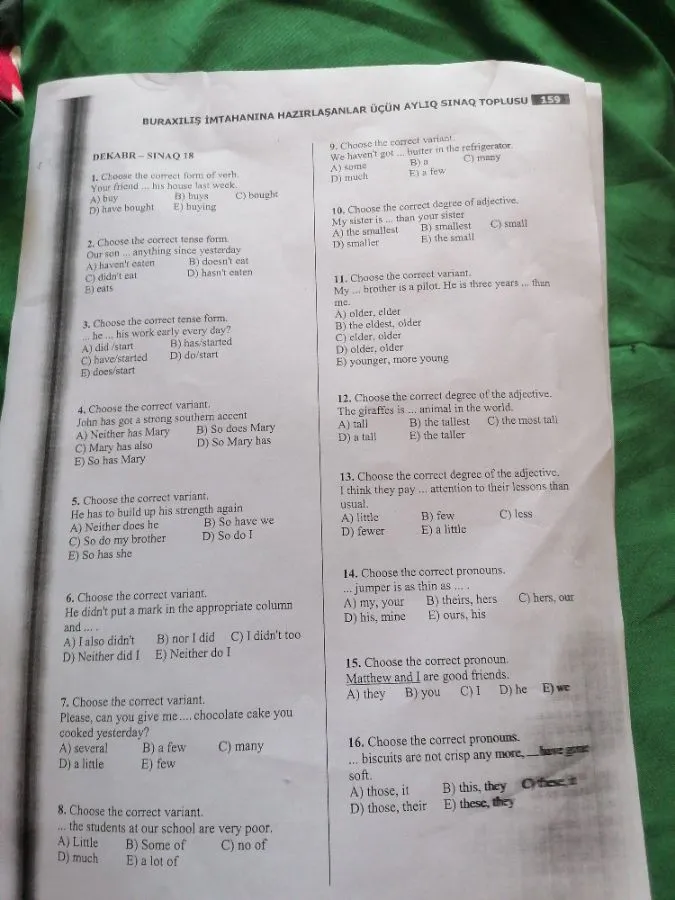 BURAXILIŞ İMTAHANINA HAZIRLAŞANLAR ÜÇÜN AYLIQ SINAQ TOPLUSU 159
DEKABR – SINAQ 18
1. Choose the correct form of verb.
Your friend ... his house last week.
A) buy B) buys C) bought
D) have bought E) buying
2. Choose the correct tense form.
Our son ... anything since yesterday
A) haven't eaten B) doesn't eat
C) didn't eat D) hasn't eaten
E) eats
3. Choose the correct tense form.
... he ... his work early every day?
A) did /start B) has/started
C) have/started D) do/start
E) does/start
4. Choose the correct variant.
John has got a strong southern accent
A) Neither has Mary B) So does Mary
C) Mary has also D) So Mary has
E) So has Mary
5. Choose the correct variant.
He has to build up his strength again
A) Neither does he B) So have we
C) So do my brother D) So do I
E) So has she
6. Choose the correct variant.
He didn't put a mark in the appropriate column
and ... .
A) I also didn't B) nor I did C) I didn't too
D) Neither did I E) Neither do I
7. Choose the correct variant.
Please, can you give me .... chocolate cake you
cooked yesterday?
A) several B) a few C) many
D) a little E) few
8. Choose the correct variant.
... the students at our school are very poor.
A) Little B) Some of C) no of
D) much E) a lot of
9. Choose the correct variant.
We haven't got ... butter in the refrigerator.
A) some B) a C) many
D) much E) a few
10. Choose the correct degree of adjective.
My sister is ... than your sister
A) the smallest B) smallest C) small
D) smaller E) the small
11. Choose the correct variant.
My ... brother is a pilot. He is three years ... than
me.
A) older, elder
B) the eldest, older
C) elder, older
D) older, older
E) younger, more young
12. Choose the correct degree of the adjective.
The giraffes is ... animal in the world.
A) tall B) the tallest C) the most tall
D) a tall E) the taller
13. Choose the correct degree of the adjective.
I think they pay ... attention to their lessons than
usual.
A) little B) few C) less
D) fewer E) a little
14. Choose the correct pronouns.
... jumper is as thin as ... .
A) my, your B) theirs, hers C) hers, our
D) his, mine E) ours, his
15. Choose the correct pronoun.
Matthew and I are good friends.
A) they B) you C) I D) he E) we
16. Choose the correct pronouns.
... biscuits are not crisp any more, ... have gone
soft.
A) those, it B) this, they C) these, it
D) those, their E) these, they